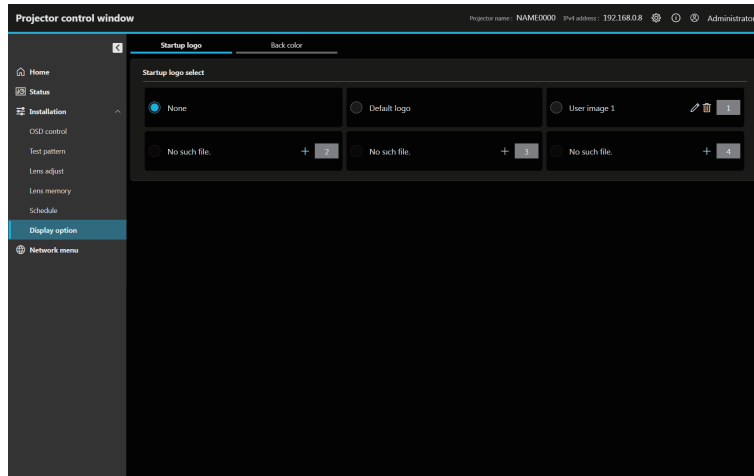 Projector control window
Projector name : NAME0000 IPv4 address : 192.168.0.8 Administrator
Startup logo Back color
Home
Status
Installation
OSD control
Test pattern
Lens adjust
Lens memory
Schedule
Display option
Network menu
Startup logo select
None Default logo User image 1 1
No such file. 2 No sich file. 3 No such file. 4